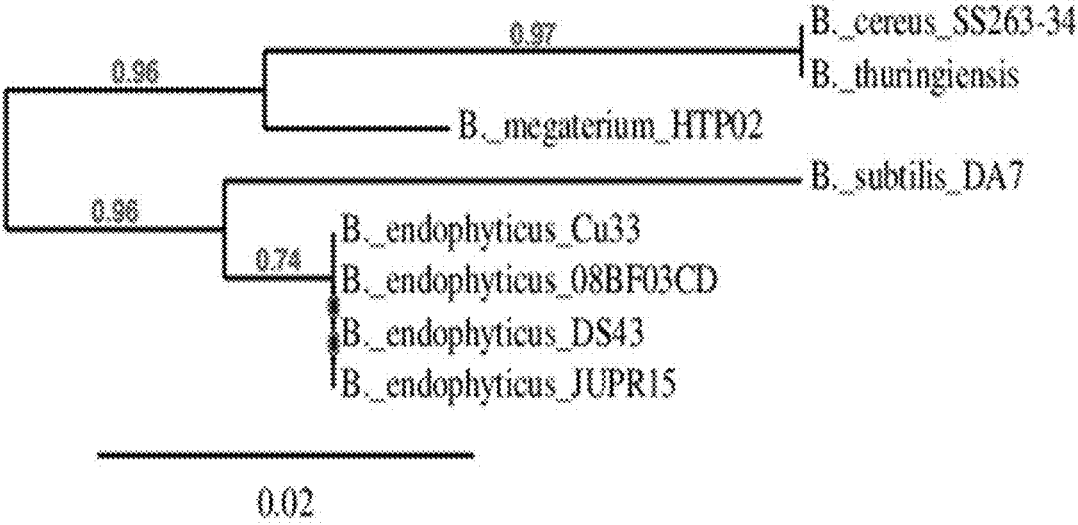 B._cereus_SS263-34
0.97
0.96
B._thuringiensis
B._megaterium_HTP02
B._subtilis_DA7
0.96
B._endophyticus_Cu33
0.74
B._endophyticus_08BF03CD
B._endophyticus_DS43
B._endophyticus_JUPR15
0.02